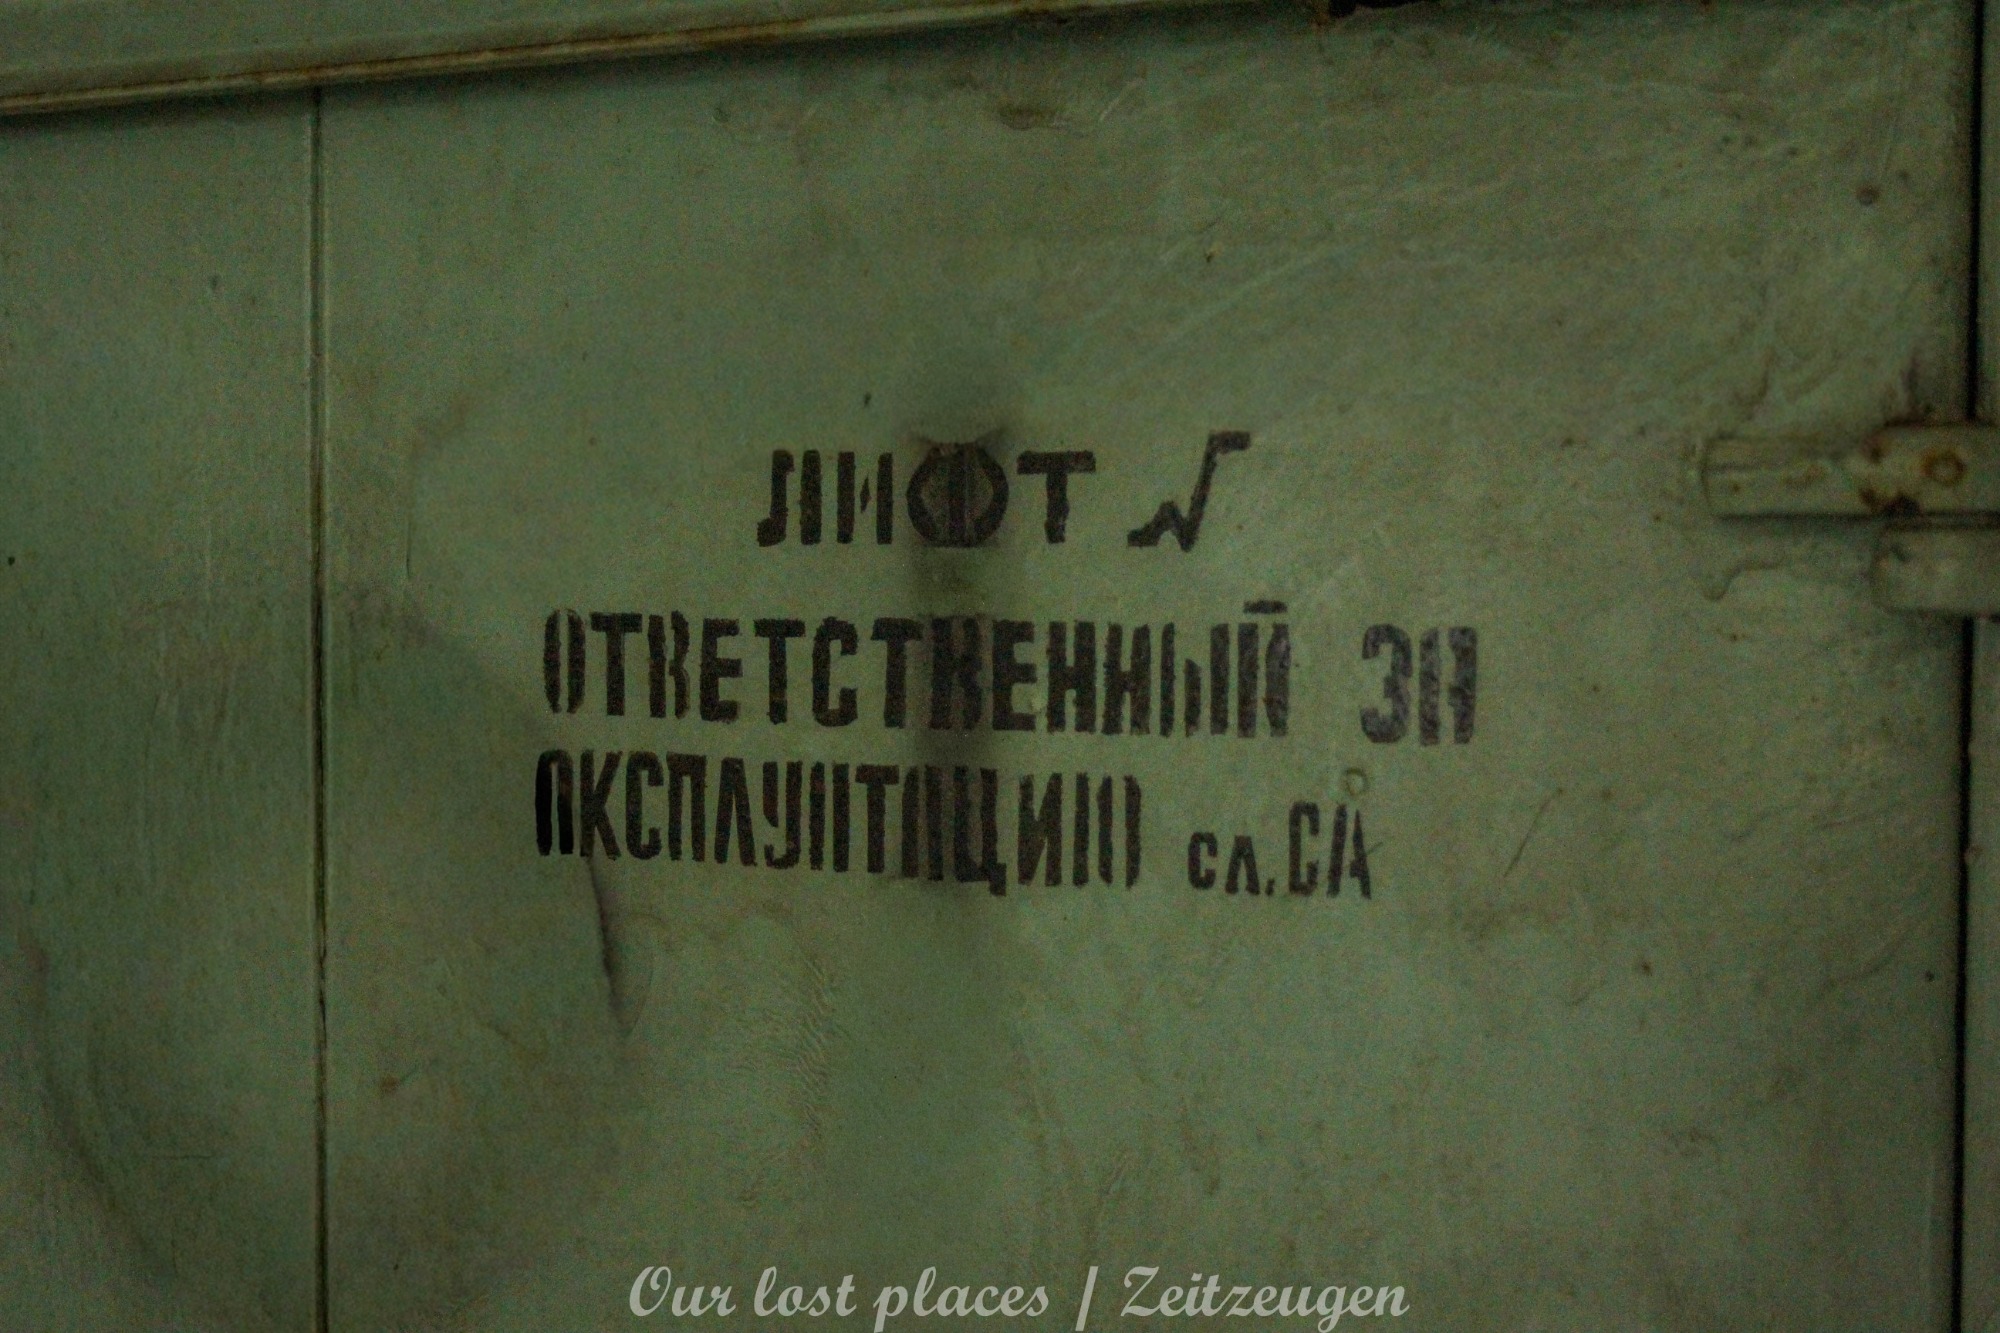 ЛИФТ №
ОТВЕТСТВЕННЫЙ ЗА
ЭКСПЛУАТАЦИЮ сл. СА
Our lost places / Zeitzeugen